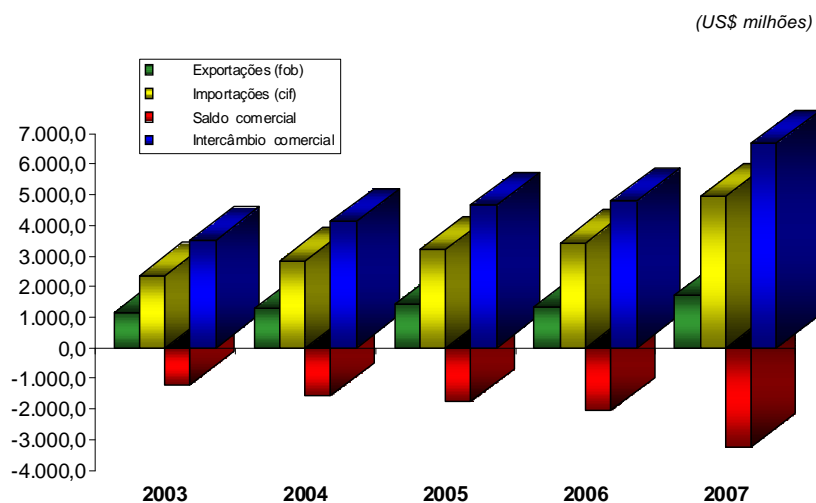 (US$ milhões)
Exportações (fob)
Importações (cif)
Saldo comercial
Intercâmbio comercial
7.000,0
6.000,0
5.000,0
4.000,0
3.000,0
2.000,0
1.000,0
0,0
-1.000,0
-2.000,0
-3.000,0
-4.000,0
2003 2004 2005 2006 2007